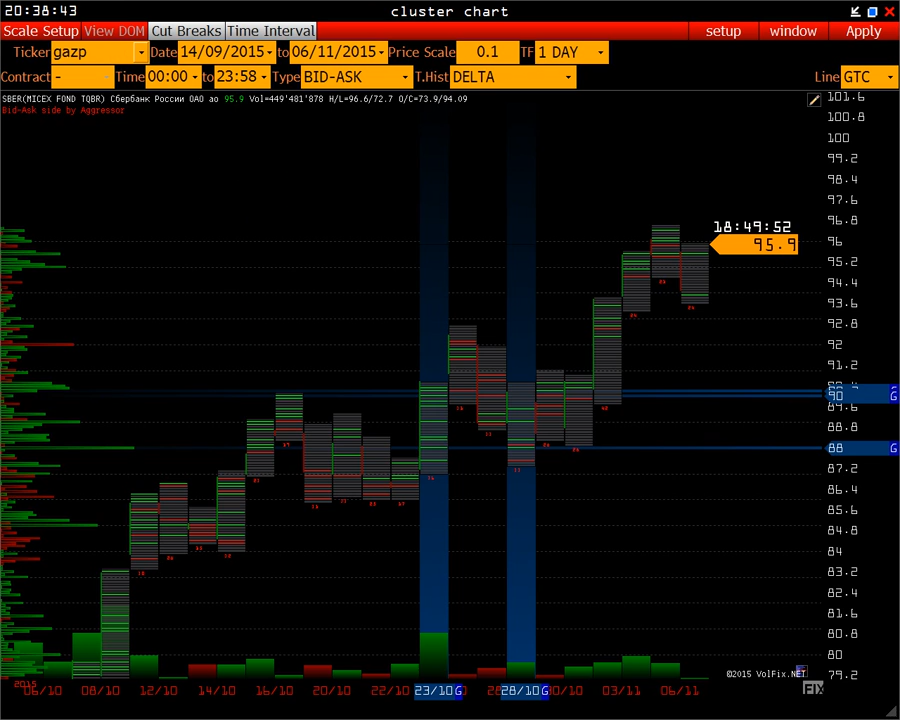 20:38:43 cluster chart
Scale Setup View DOM Cut Breaks Time Interval setup window Apply
Ticker gazp Date 14/09/2015 to 06/11/2015 Price Scale 0.1 TF 1 DAY
Contract - Time 00:00 to 23:58 Type BID-ASK T.Hist DELTA Line GTC
SBER(MICEX FOND TQBR) Сбербанк России ОАО ао 95.9 Vol=449'481'878 H/L=96.6/72.7 O/C=73.9/94.09
Bid-Ask side by Aggressor
101.6
100.8
100
99.2
98.4
97.6
96.8
18:49:52
95.9
96
95.2
94.4
93.6
92.8
92
91.2
90 G
89.6
88.8
88 G
87.2
86.4
85.6
84.8
84
83.2
82.4
81.6
80.8
80
79.2
©2015 VolFix.NET
2015
06/10 08/10 12/10 14/10 16/10 20/10 22/10 23/10 G 28/10 G 03/11 06/11
FIX